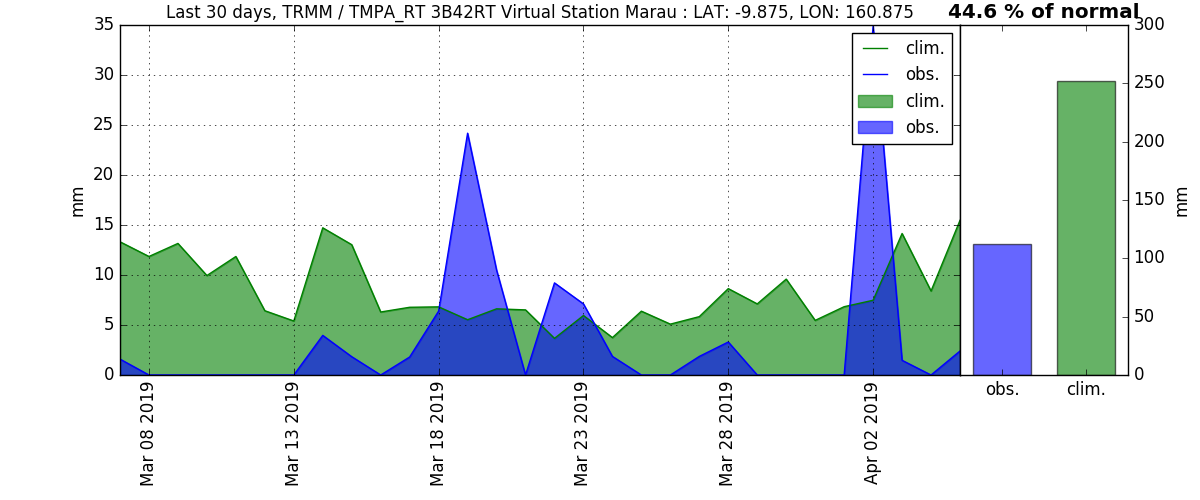 Last 30 days, TRMM / TMPA_RT 3B42RT Virtual Station Marau : LAT: -9.875, LON: 160.875
44.6 % of normal
35
30
25
20
15
10
5
0
mm
clim.
obs.
clim.
obs.
Mar 08 2019
Mar 13 2019
Mar 18 2019
Mar 23 2019
Mar 28 2019
Apr 02 2019
300
250
200
150
100
50
0
mm
obs.
clim.